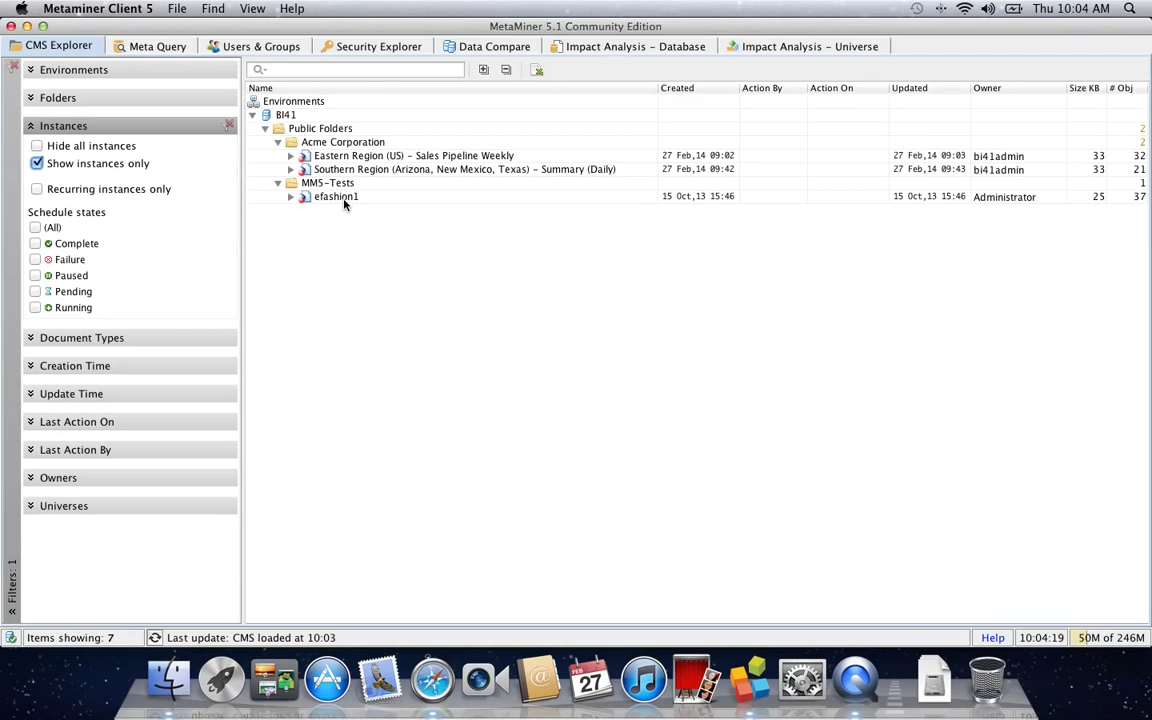 Metaminer Client 5 File Find View Help Thu 10:04 AM
MetaMiner 5.1 Community Edition
CMS Explorer Meta Query Users & Groups Security Explorer Data Compare Impact Analysis – Database Impact Analysis – Universe
Environments
Folders
Instances
Hide all instances
Show instances only
Recurring instances only
Schedule states
(All)
Complete
Failure
Paused
Pending
Running
Document Types
Creation Time
Update Time
Last Action On
Last Action By
Owners
Universes
Filters: 1
Name Created Action By Action On Updated Owner Size KB # Obj
Environments
BI41
Public Folders 2
Acme Corporation 2
Eastern Region (US) – Sales Pipeline Weekly 27 Feb,14 09:02 27 Feb,14 09:03 bi41admin 33 32
Southern Region (Arizona, New Mexico, Texas) – Summary (Daily) 27 Feb,14 09:42 27 Feb,14 09:43 bi41admin 33 21
MM5-Tests 1
efashion1 15 Oct,13 15:46 15 Oct,13 15:46 Administrator 25 37
Items showing: 7 Last update: CMS loaded at 10:03 Help 10:04:19 50M of 246M
FEB
27